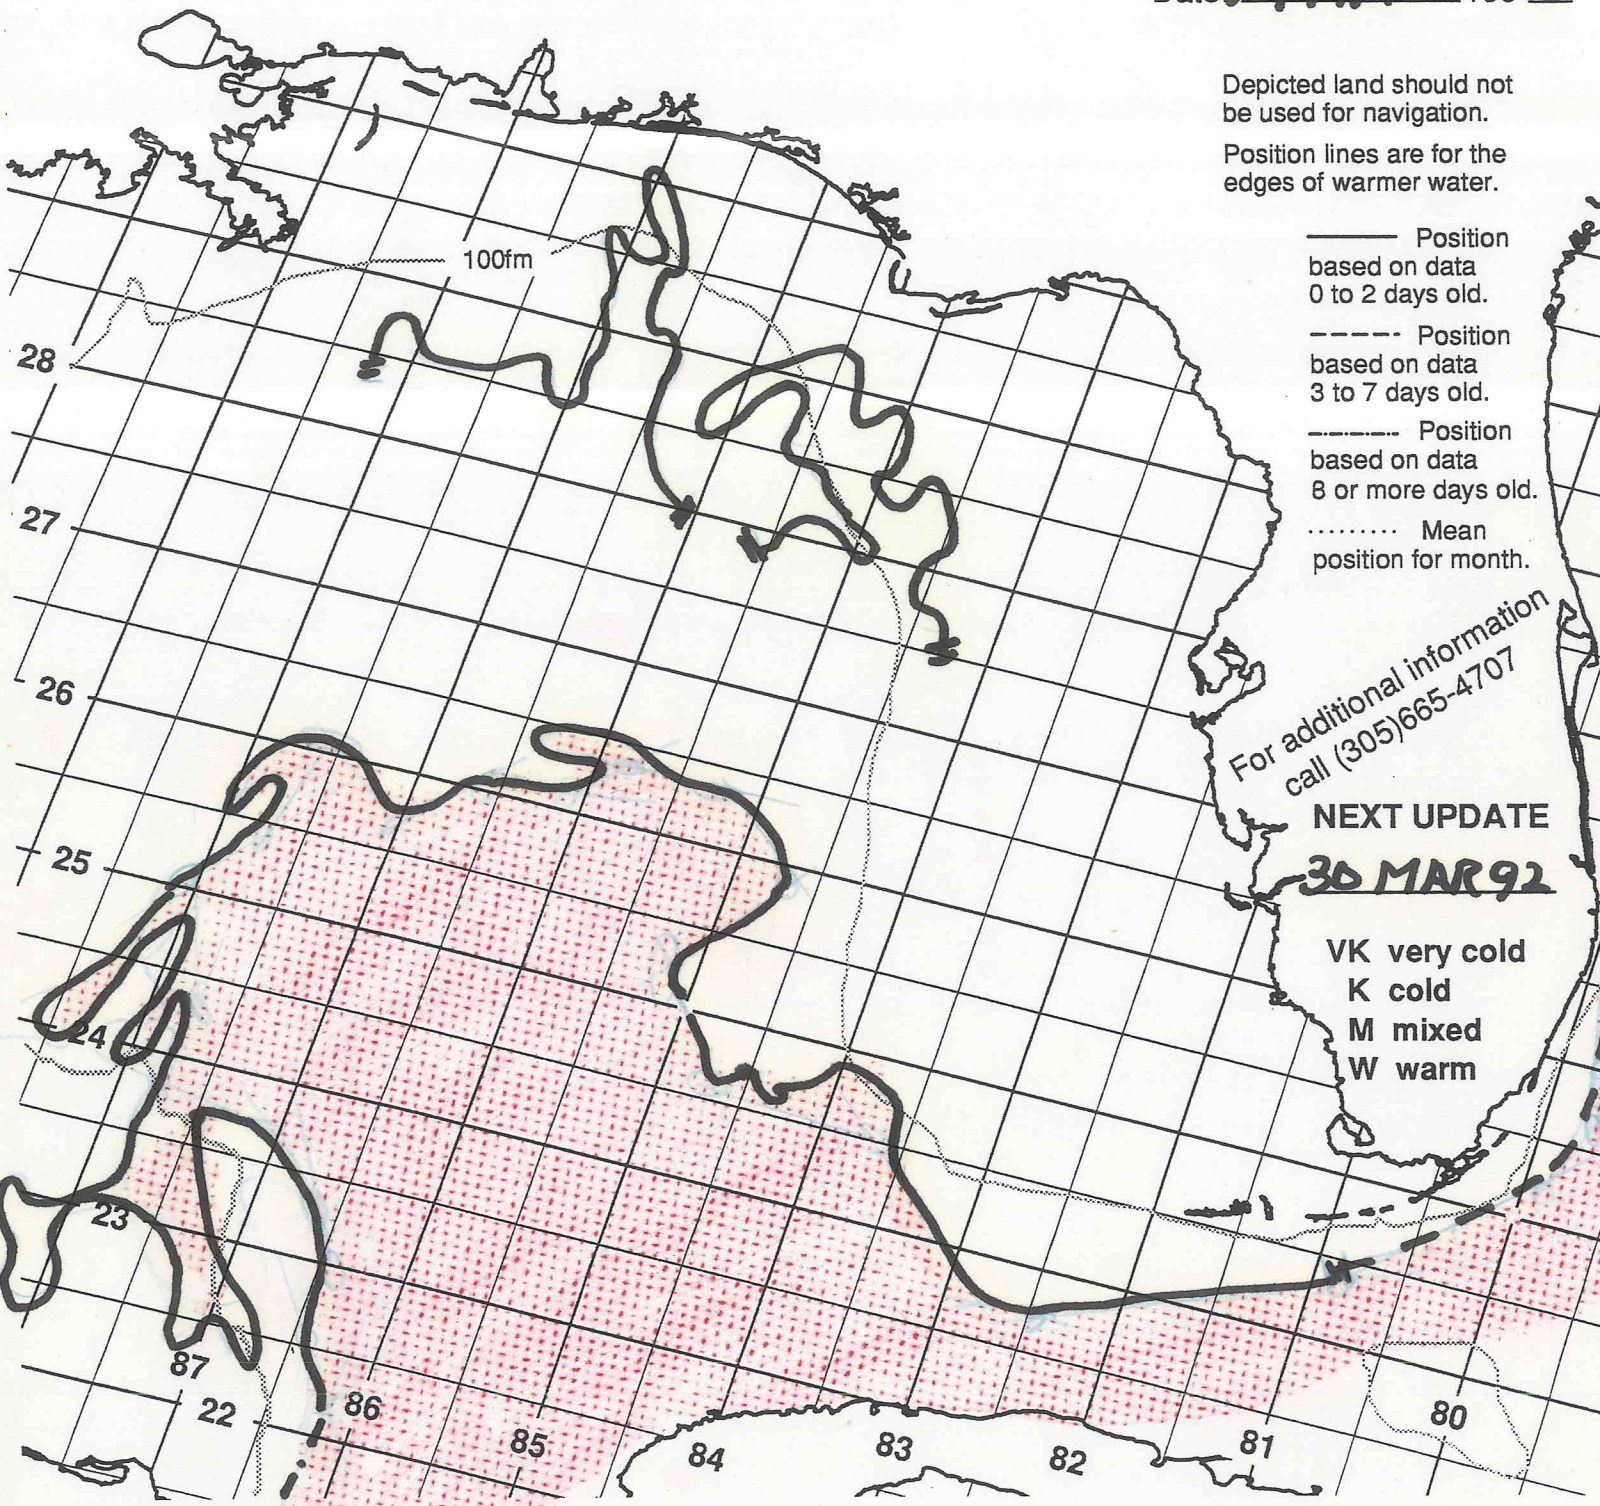 Depicted land should not
be used for navigation.
Position lines are for the
edges of warmer water.
Position
based on data
0 to 2 days old.
Position
based on data
3 to 7 days old.
Position
based on data
8 or more days old.
Mean
position for month.
For additional information
call (305)665-4707
NEXT UPDATE
30 MAR 92
VK very cold
K cold
M mixed
W warm
100fm
28
27
26
25
24
23
22
87
86
85
84
83
82
81
80